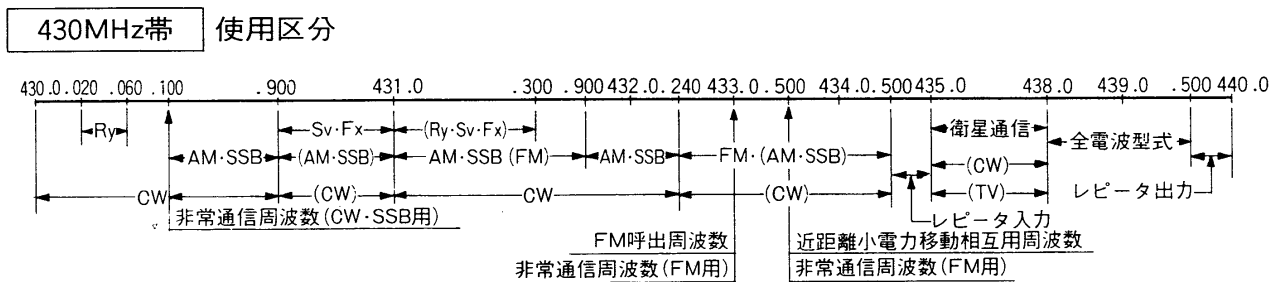 430MHz帯 使用区分
430.0 .020 .060 .100 .900 431.0 .300 .900 432.0 .240 433.0 .500 434.0 .500 435.0 438.0 439.0 .500 440.0
Ry Sv·Fx (Ry·Sv·Fx) 衛星通信 全電波型式
AM·SSB (AM·SSB) AM·SSB (FM) AM·SSB FM·(AM·SSB) (CW)
CW (CW) CW (CW) (TV) レピータ出力
非常通信周波数(CW·SSB用) レピータ入力
FM呼出周波数 近距離小電力移動相互用周波数
非常通信周波数(FM用) 非常通信周波数(FM用)